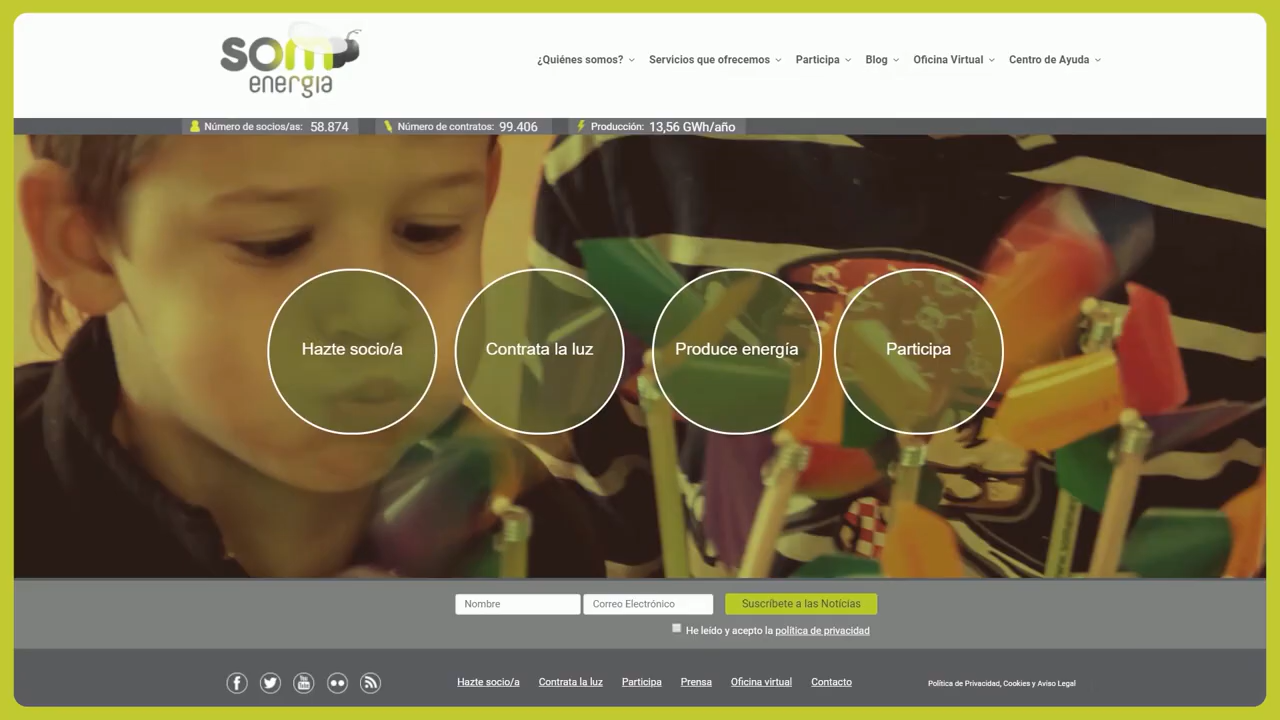 som
energia
¿Quiénes somos? Servicios que ofrecemos Participa Blog Oficina Virtual Centro de Ayuda
Número de socios/as: 58.874 Número de contratos: 99.406 Producción: 13,56 GWh/año
Hazte socio/a Contrata la luz Produce energía Participa
Nombre Correo Electrónico Suscríbete a las Notícias
He leído y acepto la política de privacidad
Hazte socio/a Contrata la luz Participa Prensa Oficina virtual Contacto Política de Privacidad, Cookies y Aviso Legal